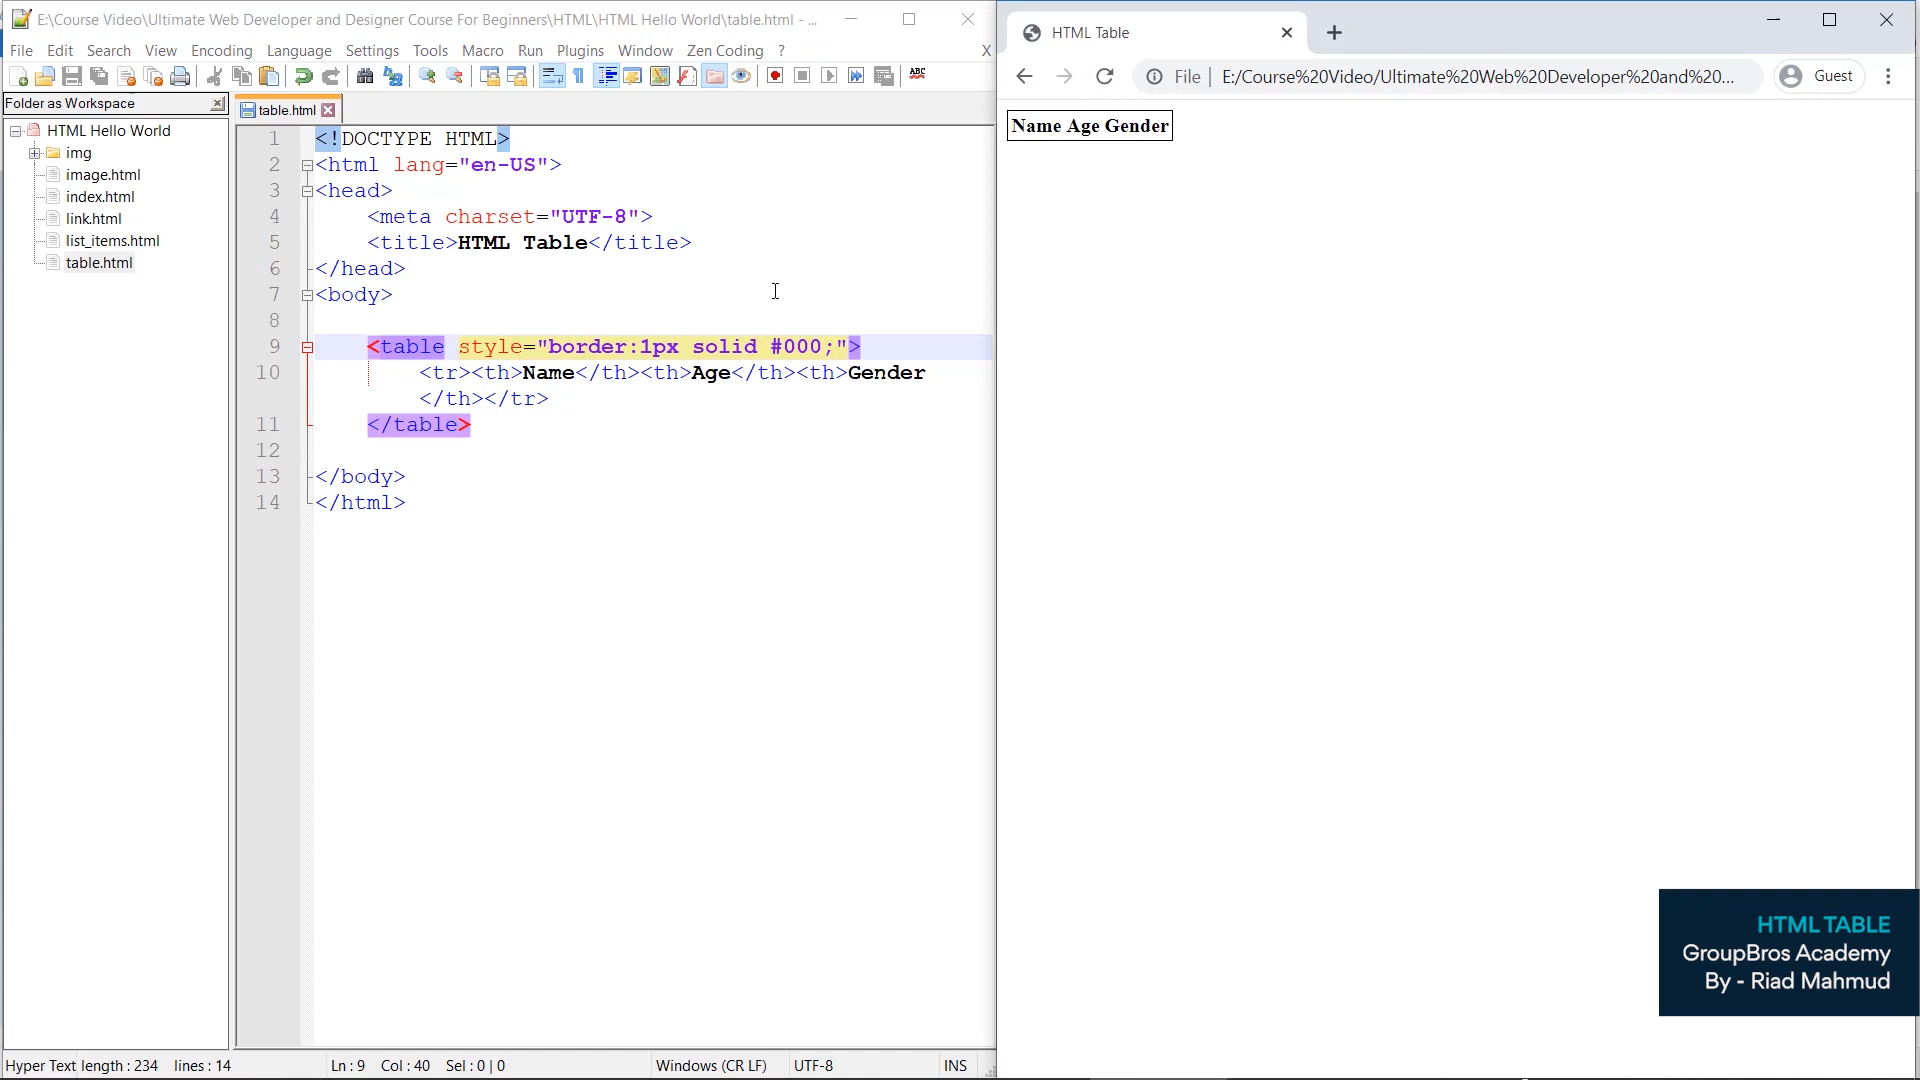 E:\Course Video\Ultimate Web Developer and Designer Course For Beginners\HTML\HTML Hello World\table.html - ...
File Edit Search View Encoding Language Settings Tools Macro Run Plugins Window Zen Coding ? X
ABC
Folder as Workspace
HTML Hello World
img
image.html
index.html
link.html
list_items.html
table.html
table.html
1 <!DOCTYPE HTML>
2 <html lang="en-US">
3 <head>
4 <meta charset="UTF-8">
5 <title>HTML Table</title>
6 </head>
7 <body>
8
9 <table style="border:1px solid #000;">
10 <tr><th>Name</th><th>Age</th><th>Gender
</th></tr>
11 </table>
12
13 </body>
14 </html>
Hyper Text length : 234 lines : 14 Ln : 9 Col : 40 Sel : 0 | 0 Windows (CR LF) UTF-8 INS
HTML Table
File | E:/Course%20Video/Ultimate%20Web%20Developer%20and%20... Guest
Name Age Gender
HTML TABLE
GroupBros Academy
By - Riad Mahmud